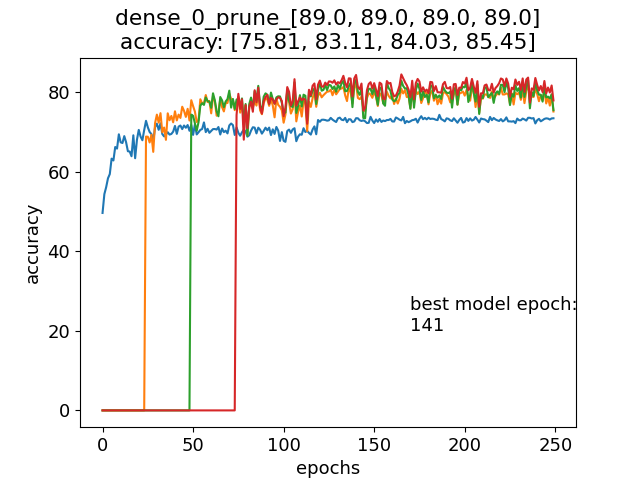 dense_0_prune_[89.0, 89.0, 89.0, 89.0]
accuracy: [75.81, 83.11, 84.03, 85.45]
80
60
40
20
0
accuracy
best model epoch:
141
0 50 100 150 200 250
epochs